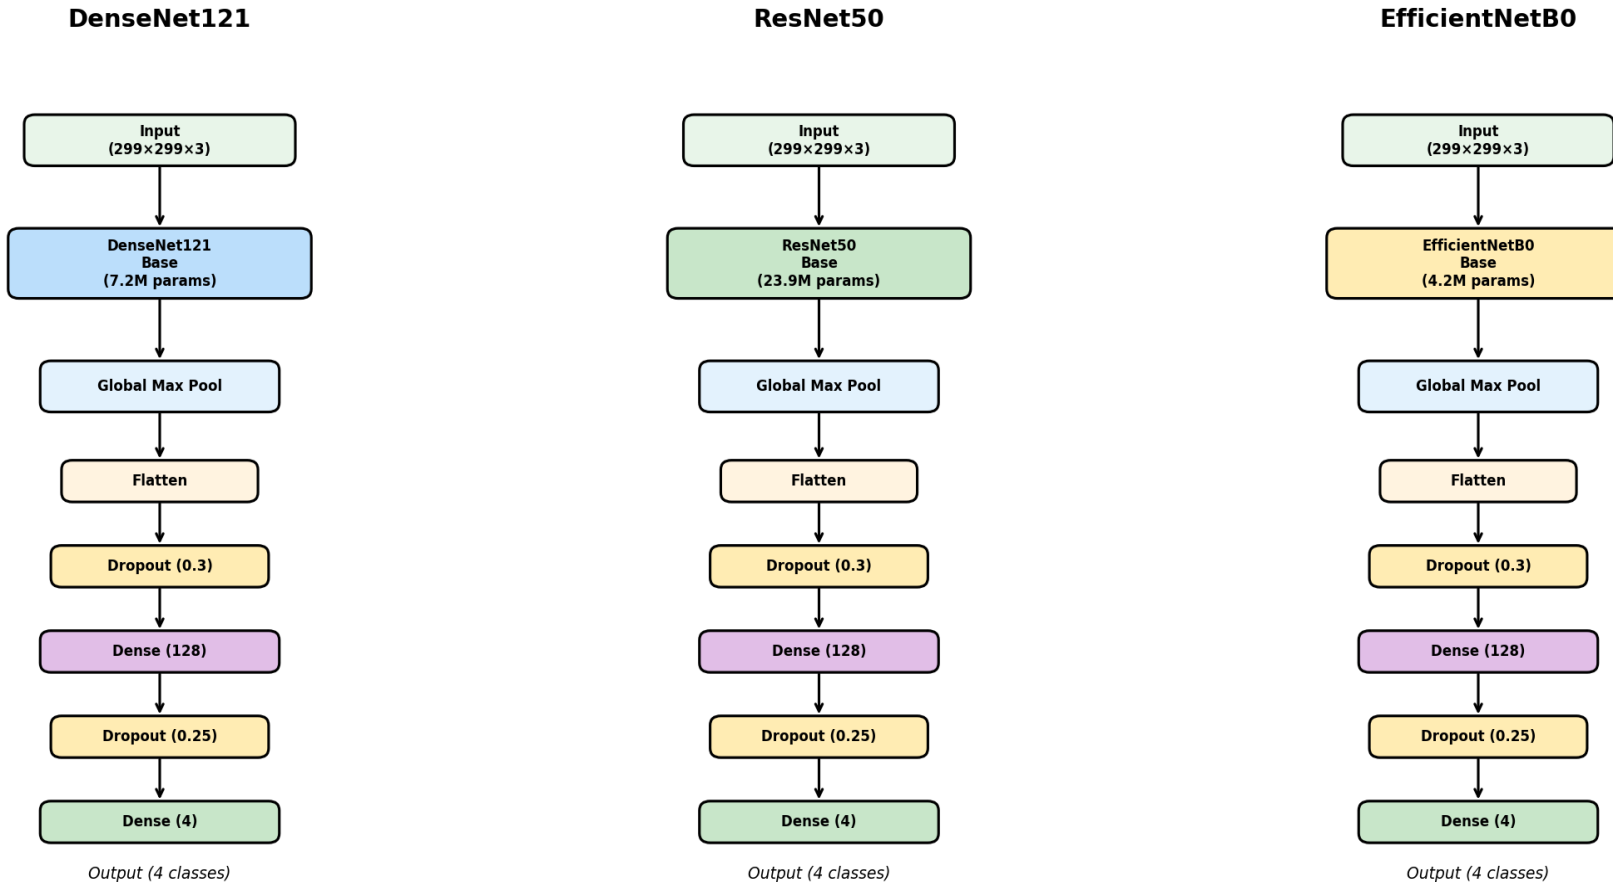 DenseNet121
Input
(299×299×3)
DenseNet121
Base
(7.2M params)
Global Max Pool
Flatten
Dropout (0.3)
Dense (128)
Dropout (0.25)
Dense (4)
Output (4 classes)
ResNet50
Input
(299×299×3)
ResNet50
Base
(23.9M params)
Global Max Pool
Flatten
Dropout (0.3)
Dense (128)
Dropout (0.25)
Dense (4)
Output (4 classes)
EfficientNetB0
Input
(299×299×3)
EfficientNetB0
Base
(4.2M params)
Global Max Pool
Flatten
Dropout (0.3)
Dense (128)
Dropout (0.25)
Dense (4)
Output (4 classes)